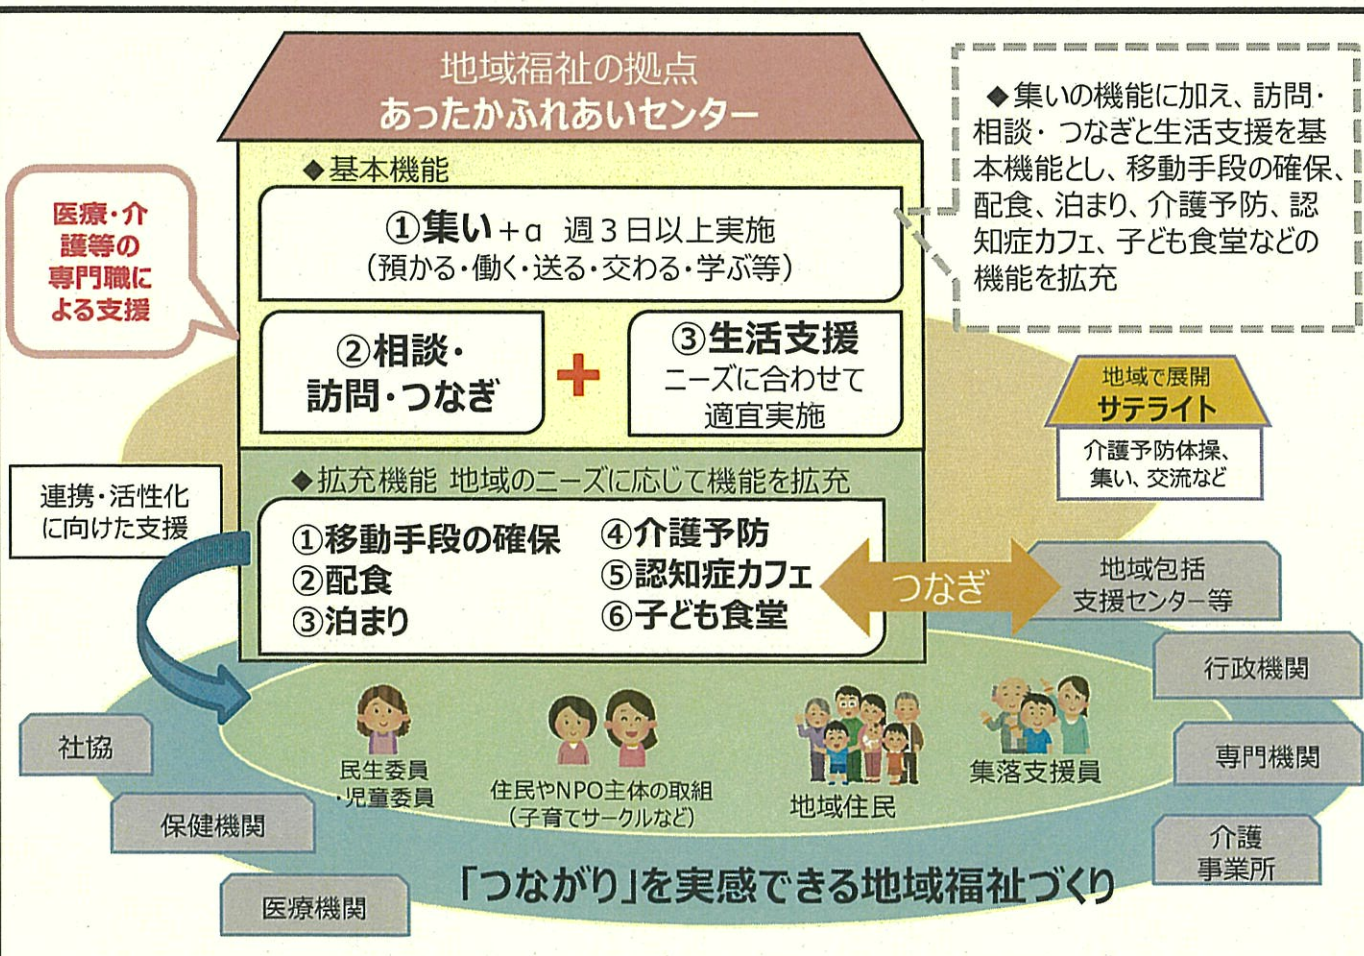 地域福祉の拠点
あったかふれあいセンター
◆集いの機能に加え、訪問・
相談・つなぎと生活支援を基
本機能とし、移動手段の確保、
配食、泊まり、介護予防、認
知症カフェ、子ども食堂などの
機能を拡充
◆基本機能
①集い+α 週3日以上実施
(預かる・働く・送る・交わる・学ぶ等)
医療・介
護等の
専門職に
よる支援
②相談・
訪問・つなぎ
+
③生活支援
ニーズに合わせて
適宜実施
地域で展開
サテライト
介護予防体操、
集い、交流など
連携・活性化
に向けた支援
◆拡充機能 地域のニーズに応じて機能を拡充
①移動手段の確保
②配食
③泊まり
④介護予防
⑤認知症カフェ
⑥子ども食堂
つなぎ
地域包括
支援センター等
行政機関
専門機関
介護
事業所
社協
保健機関
医療機関
民生委員
・児童委員
住民やNPO主体の取組
(子育てサークルなど)
地域住民
集落支援員
「つながり」を実感できる地域福祉づくり